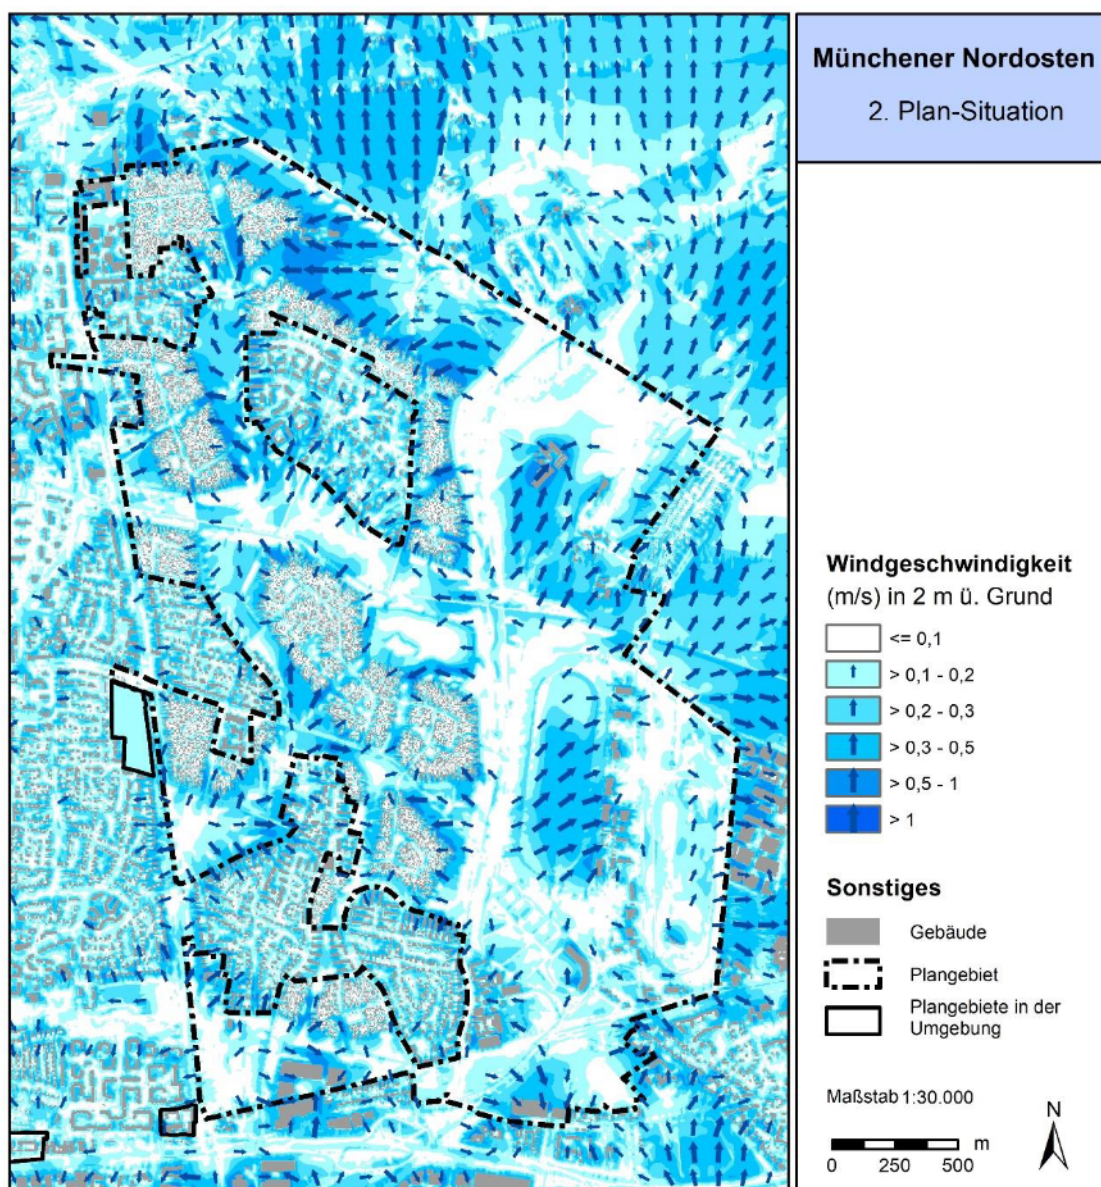 Münchener Nordosten
2. Plan-Situation
Windgeschwindigkeit
(m/s) in 2 m ü. Grund
<= 0,1
> 0,1 - 0,2
> 0,2 - 0,3
> 0,3 - 0,5
> 0,5 - 1
> 1
Sonstiges
Gebäude
Plangebiet
Plangebiete in der
Umgebung
Maßstab 1:30.000
N
m
0 250 500